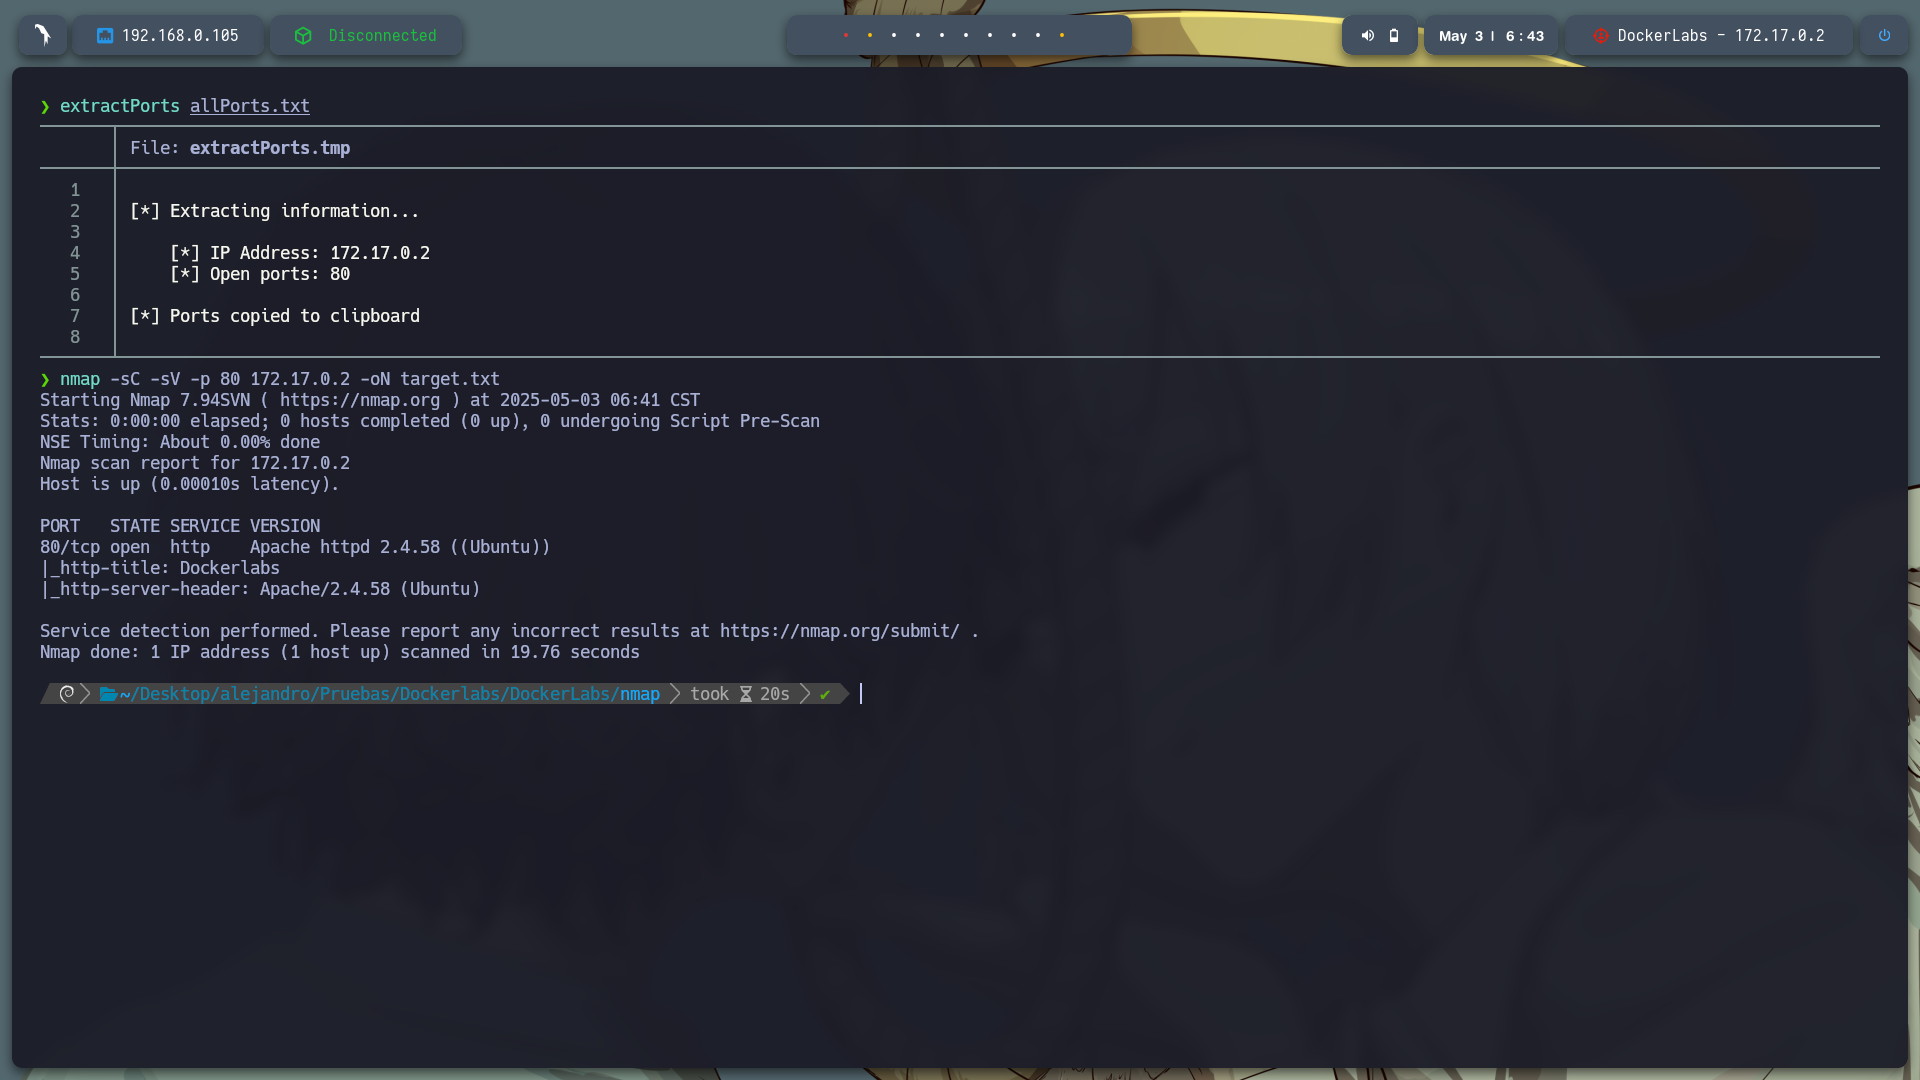 192.168.0.105 Disconnected May 3 | 6:43 DockerLabs - 172.17.0.2
❯ extractPorts allPorts.txt
File: extractPorts.tmp
1
2 [*] Extracting information...
3
4 [*] IP Address: 172.17.0.2
5 [*] Open ports: 80
6
7 [*] Ports copied to clipboard
8
❯ nmap -sC -sV -p 80 172.17.0.2 -oN target.txt
Starting Nmap 7.94SVN ( https://nmap.org ) at 2025-05-03 06:41 CST
Stats: 0:00:00 elapsed; 0 hosts completed (0 up), 0 undergoing Script Pre-Scan
NSE Timing: About 0.00% done
Nmap scan report for 172.17.0.2
Host is up (0.00010s latency).
PORT   STATE SERVICE VERSION
80/tcp open  http    Apache httpd 2.4.58 ((Ubuntu))
|_http-title: Dockerlabs
|_http-server-header: Apache/2.4.58 (Ubuntu)
Service detection performed. Please report any incorrect results at https://nmap.org/submit/ .
Nmap done: 1 IP address (1 host up) scanned in 19.76 seconds
~/Desktop/alejandro/Pruebas/Dockerlabs/DockerLabs/nmap took 20s ✔